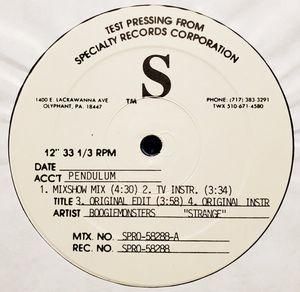 TEST PRESSING FROM
SPECIALTY RECORDS CORPORATION
S
TM
1400 E. LACKAWANNA AVE
OLYPHANT, PA. 18447
PHONE: (717) 383-3291
TWX 510-671-4580
12" 33 1/3 RPM
DATE
ACC'T PENDULUM
1. MIXSHOW MIX (4:30) 2. TV INSTR. (3:34)
TITLE 3. ORIGINAL EDIT (3:58) 4. ORIGINAL INSTR
ARTIST BOOGIEMONSTERS "STRANGE"
MTX. NO. SPRO-58288-A
REC. NO. SPRO-58288